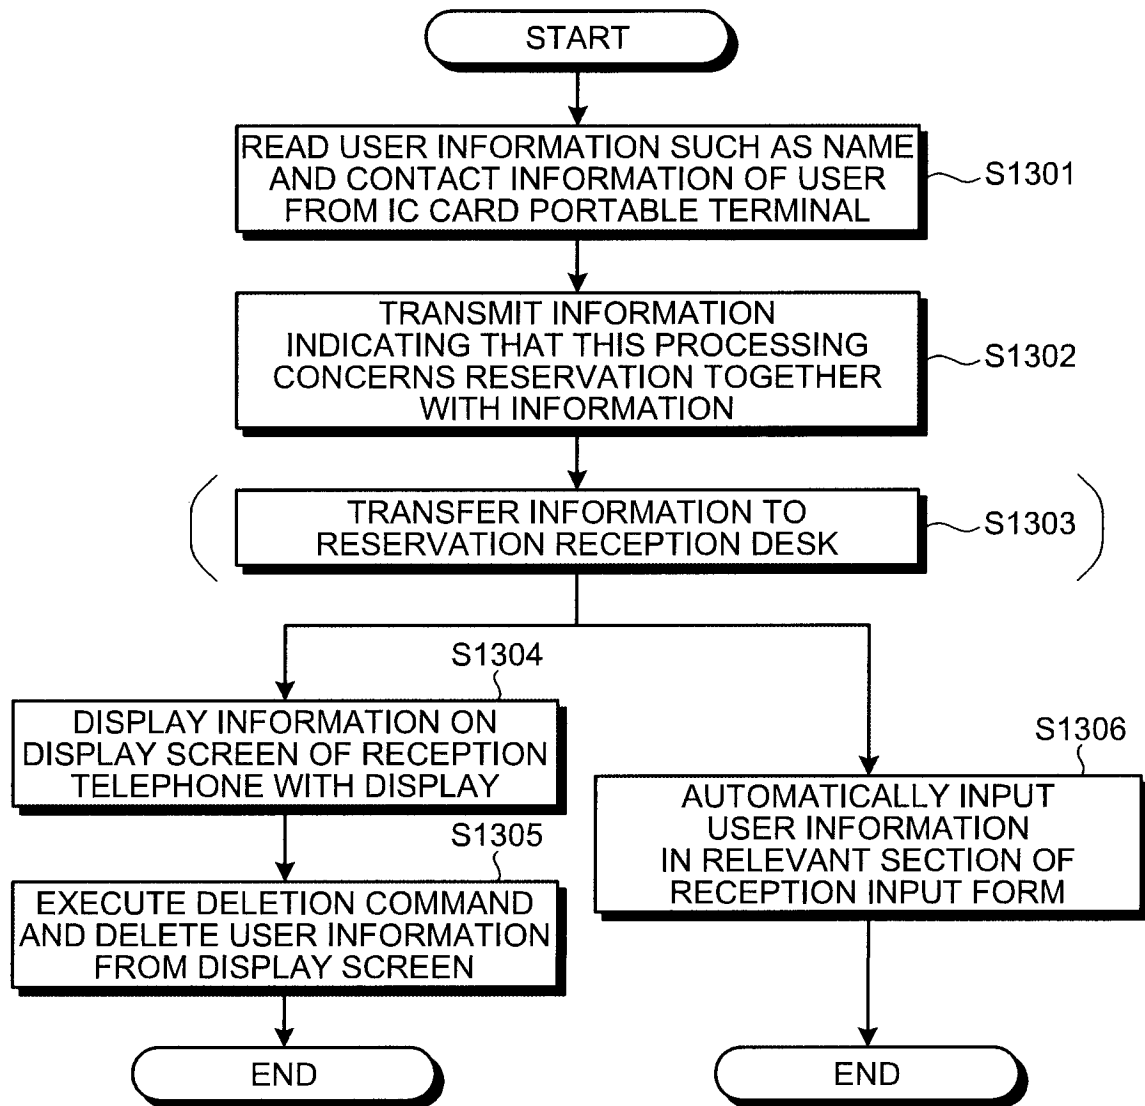 START
READ USER INFORMATION SUCH AS NAME
AND CONTACT INFORMATION OF USER
FROM IC CARD PORTABLE TERMINAL
S1301
TRANSMIT INFORMATION
INDICATING THAT THIS PROCESSING
CONCERNS RESERVATION TOGETHER
WITH INFORMATION
S1302
TRANSFER INFORMATION TO
RESERVATION RECEPTION DESK
S1303
S1304
DISPLAY INFORMATION ON
DISPLAY SCREEN OF RECEPTION
TELEPHONE WITH DISPLAY
S1305
EXECUTE DELETION COMMAND
AND DELETE USER INFORMATION
FROM DISPLAY SCREEN
END
S1306
AUTOMATICALLY INPUT
USER INFORMATION
IN RELEVANT SECTION OF
RECEPTION INPUT FORM
END